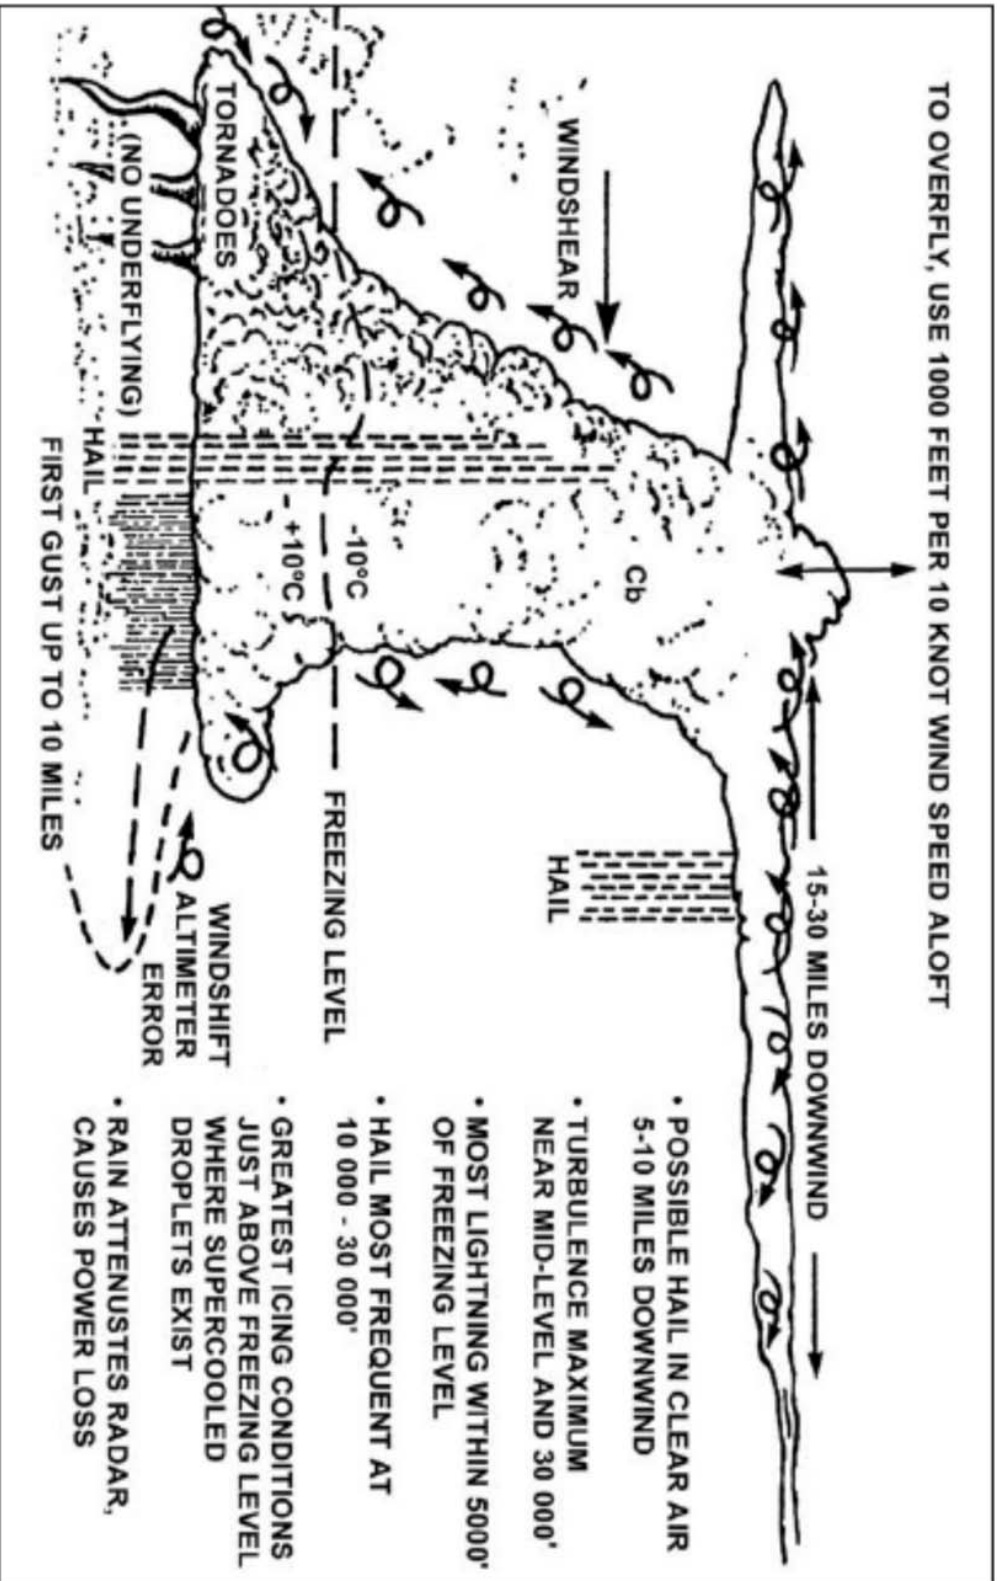 TO OVERFLY, USE 1000 FEET PER 10 KNOT WIND SPEED ALOFT
15-30 MILES DOWNWIND
WINDSHEAR
Cb
HAIL
-10°C
+10°C
FREEZING LEVEL
TORNADOES
(NO UNDERFLYING)
HAIL
WINDSHIFT
ALTIMETER
ERROR
FIRST GUST UP TO 10 MILES
• POSSIBLE HAIL IN CLEAR AIR
5-10 MILES DOWNWIND
• TURBULENCE MAXIMUM
NEAR MID-LEVEL AND 30 000'
• MOST LIGHTNING WITHIN 5000'
OF FREEZING LEVEL
• HAIL MOST FREQUENT AT
10 000 - 30 000'
• GREATEST ICING CONDITIONS
JUST ABOVE FREEZING LEVEL
WHERE SUPERCOOLED
DROPLETS EXIST
• RAIN ATTENUSTES RADAR,
CAUSES POWER LOSS